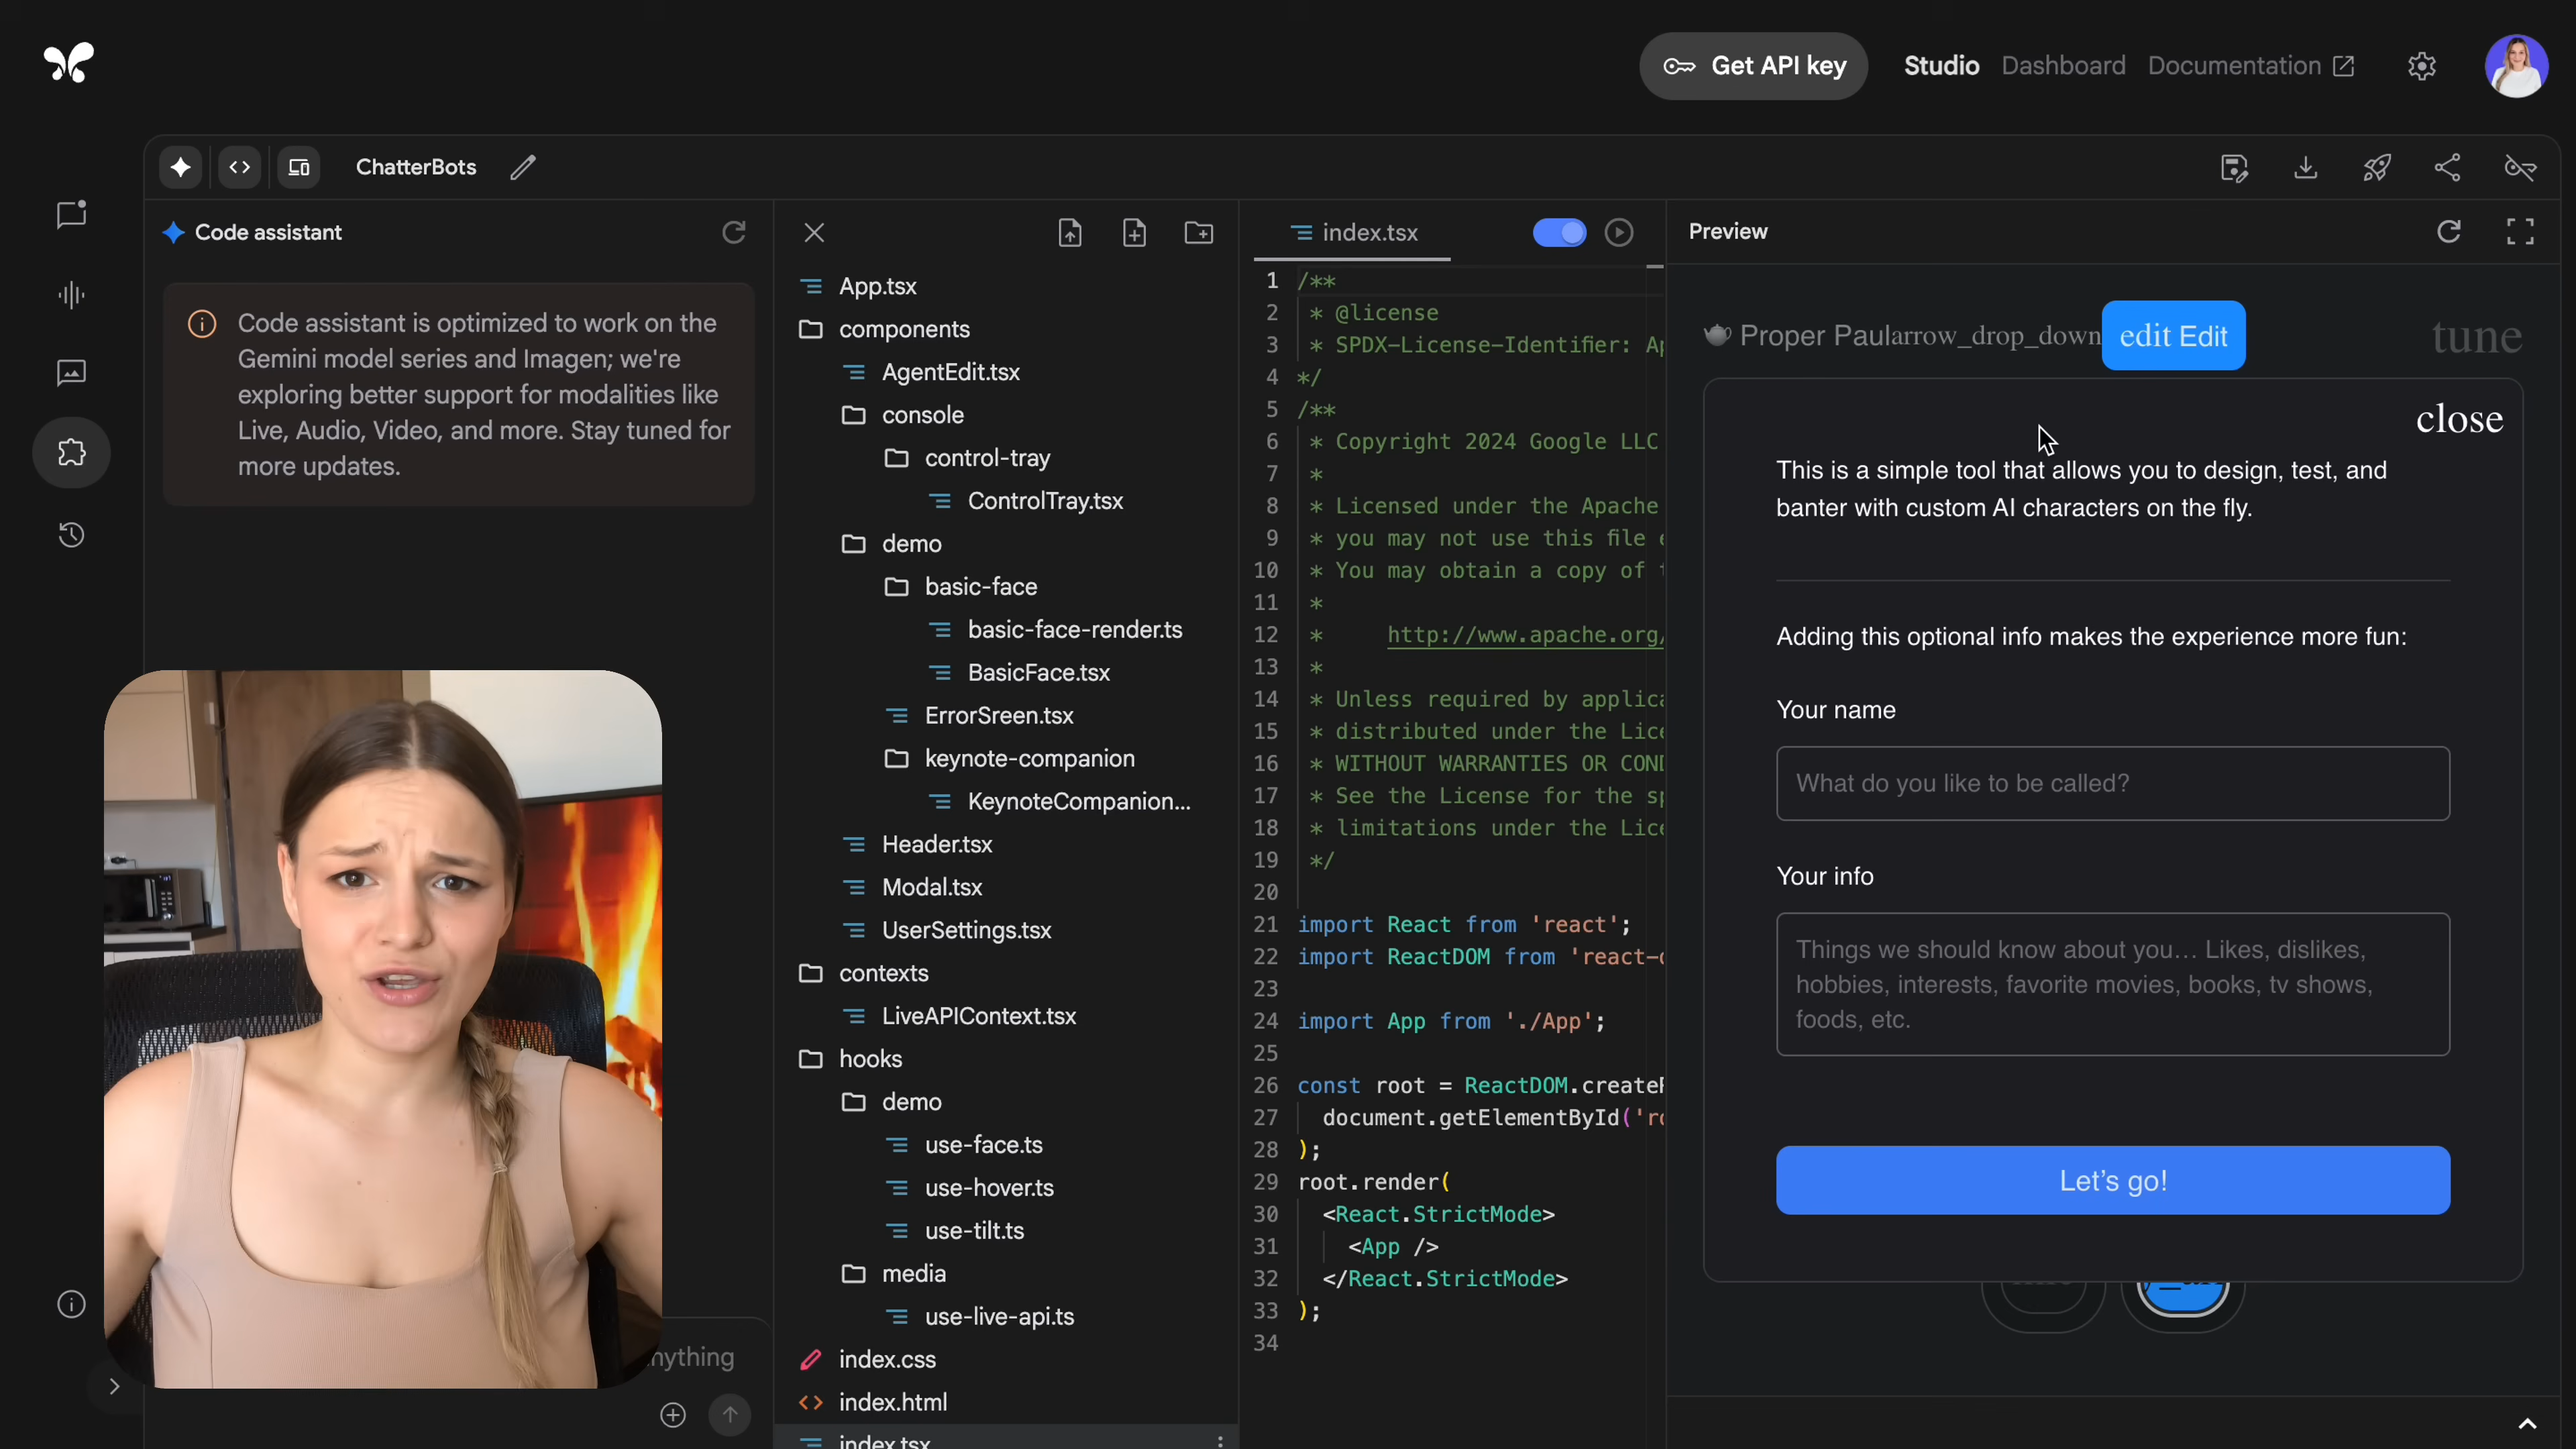 Get API key
Studio
Dashboard
Documentation
ChatterBots
Code assistant
Code assistant is optimized to work on the
Gemini model series and Imagen; we're
exploring better support for modalities like
Live, Audio, Video, and more. Stay tuned for
more updates.
nything
App.tsx
components
AgentEdit.tsx
console
control-tray
ControlTray.tsx
demo
basic-face
basic-face-render.ts
BasicFace.tsx
ErrorSreen.tsx
keynote-companion
KeynoteCompanion...
Header.tsx
Modal.tsx
UserSettings.tsx
contexts
LiveAPIContext.tsx
hooks
demo
use-face.ts
use-hover.ts
use-tilt.ts
media
use-live-api.ts
index.css
index.html
index.tsx
index.tsx
1 /**
2 * @license
3 * SPDX-License-Identifier: Ap
4 */
5 /**
6 * Copyright 2024 Google LLC
7 *
8 * Licensed under the Apache
9 * you may not use this file e
10 * You may obtain a copy of
11 *
12 * http://www.apache.org/
13 *
14 * Unless required by applica
15 * distributed under the Lice
16 * WITHOUT WARRANTIES OR COND
17 * See the License for the sp
18 * limitations under the Lice
19 */
20
21 import React from 'react';
22 import ReactDOM from 'react-d
23
24 import App from './App';
25
26 const root = ReactDOM.createR
27 document.getElementById('ro
28 );
29 root.render(
30 <React.StrictMode>
31 <App />
32 </React.StrictMode>
33 );
34
Preview
Proper Paularrow_drop_down
edit Edit
tune
close
This is a simple tool that allows you to design, test, and
banter with custom AI characters on the fly.
Adding this optional info makes the experience more fun:
Your name
What do you like to be called?
Your info
Things we should know about you... Likes, dislikes,
hobbies, interests, favorite movies, books, tv shows,
foods, etc.
Let's go!